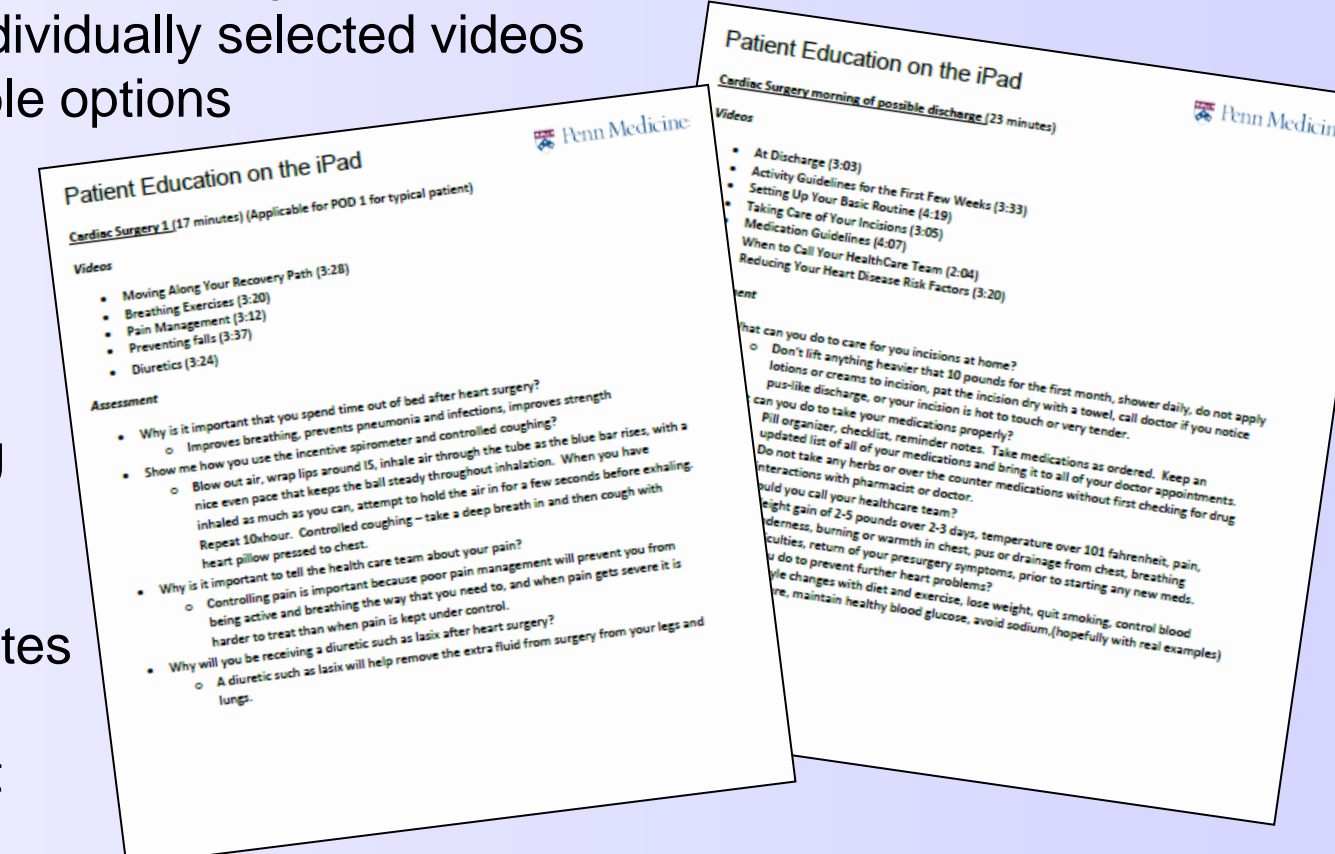 dividually selected videos
ole options
g
tes
t
Patient Education on the iPad
Penn Medicine
Cardiac Surgery 1 (17 minutes) (Applicable for POD 1 for typical patient)
Videos
• Moving Along Your Recovery Path (3:28)
• Breathing Exercises (3:20)
• Pain Management (3:12)
• Preventing falls (3:37)
• Diuretics (3:24)
Assessment
• Why is it important that you spend time out of bed after heart surgery?
o Improves breathing, prevents pneumonia and infections, improves strength
• Show me how you use the incentive spirometer and controlled coughing?
o Blow out air, wrap lips around IS, inhale air through the tube as the blue bar rises, with a
nice even pace that keeps the ball steady throughout inhalation. When you have
inhaled as much as you can, attempt to hold the air in for a few seconds before exhaling.
Repeat 10xhour. Controlled coughing – take a deep breath in and then cough with
heart pillow pressed to chest.
• Why is it important to tell the health care team about your pain?
o Controlling pain is important because poor pain management will prevent you from
being active and breathing the way that you need to, and when pain gets severe it is
harder to treat than when pain is kept under control.
• Why will you be receiving a diuretic such as lasix after heart surgery?
o A diuretic such as lasix will help remove the extra fluid from surgery from your legs and
lungs.
Patient Education on the iPad
Penn Medicin
Cardiac Surgery morning of possible discharge (23 minutes)
Videos
• At Discharge (3:03)
• Activity Guidelines for the First Few Weeks (3:33)
• Setting Up Your Basic Routine (4:19)
• Taking Care of Your Incisions (3:05)
Medication Guidelines (4:07)
When to Call Your HealthCare Team (2:04)
Reducing Your Heart Disease Risk Factors (3:20)
ment
hat can you do to care for you incisions at home?
o Don't lift anything heavier that 10 pounds for the first month, shower daily, do not apply
lotions or creams to incision, pat the incision dry with a towel, call doctor if you notice
pus-like discharge, or your incision is hot to touch or very tender.
can you do to take your medications properly?
Pill organizer, checklist, reminder notes. Take medications as ordered. Keep an
updated list of all of your medications and bring it to all of your doctor appointments.
Do not take any herbs or over the counter medications without first checking for drug
interactions with pharmacist or doctor.
ould you call your healthcare team?
eight gain of 2-5 pounds over 2-3 days, temperature over 101 fahrenheit, pain,
derness, burning or warmth in chest, pus or drainage from chest, breathing
iculties, return of your presurgery symptoms, prior to starting any new meds.
u do to prevent further heart problems?
yle changes with diet and exercise, lose weight, quit smoking, control blood
re, maintain healthy blood glucose, avoid sodium,(hopefully with real examples)